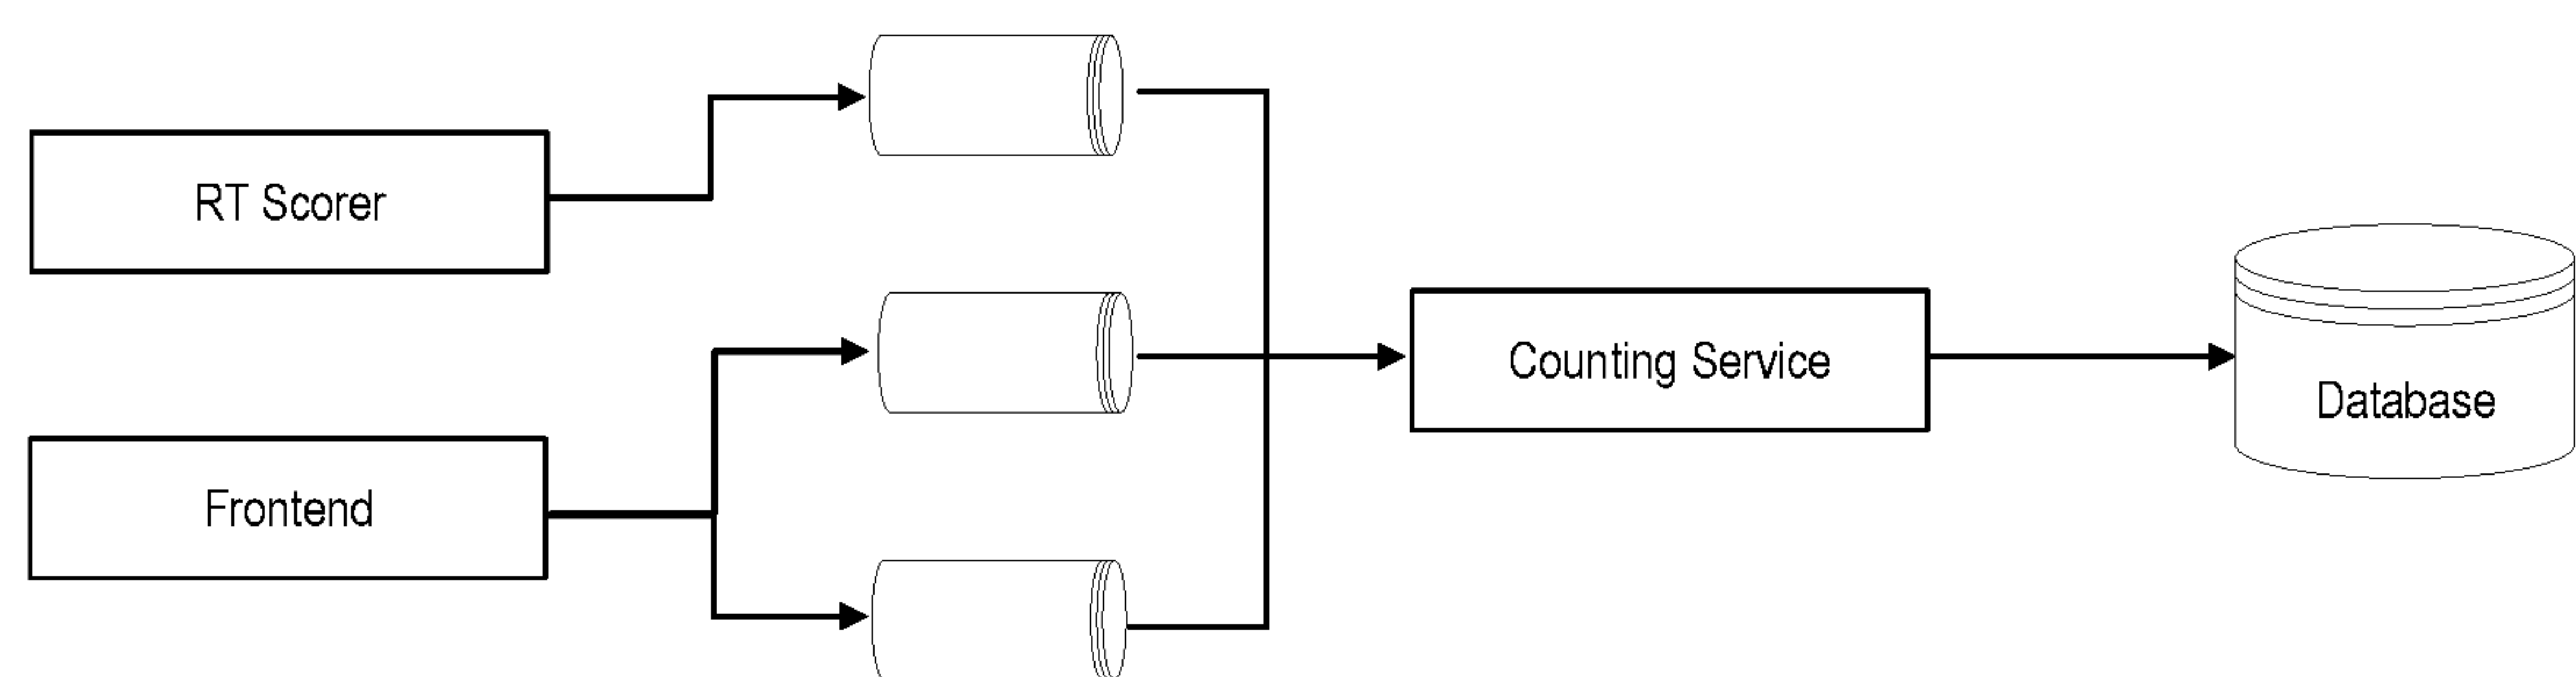 RT Scorer
Frontend
Counting Service
Database